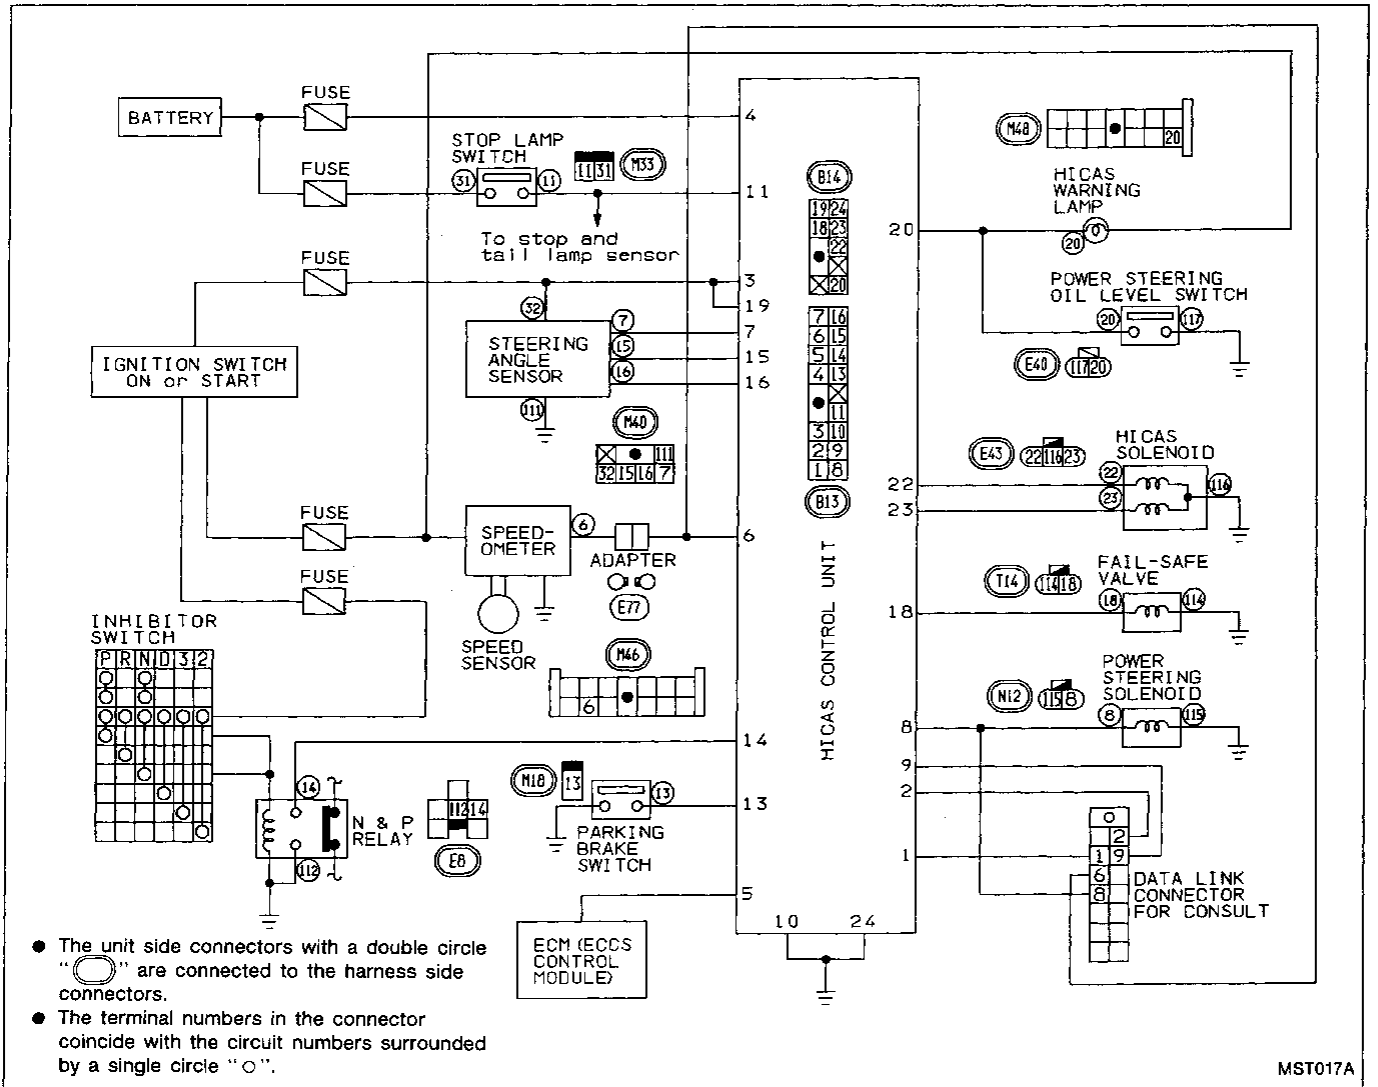 BATTERY
FUSE
4
FUSE
STOP LAMP
SWITCH
31
11
11 31
M33
11
To stop and
tail lamp sensor
FUSE
3
19
IGNITION SWITCH
ON or START
32
STEERING
ANGLE
SENSOR
7
15
16
7
15
16
111
M40
111
32 15 16 7
FUSE
SPEED-
OMETER
6
ADAPTER
6
E77
FUSE
SPEED
SENSOR
M46
6
INHIBITOR
SWITCH
P R N D 3 2
14
14
N & P
RELAY
112
112 14
E8
M18
13
13
13
PARKING
BRAKE
SWITCH
5
ECM (ECCS
CONTROL
MODULE)
B14
19 24
18 23
22
20
7 16
6 15
5 14
4 13
11
3 10
2 9
1 8
B13
HICAS CONTROL UNIT
10 24
M48
20
HICAS
WARNING
LAMP
20
20
POWER STEERING
OIL LEVEL SWITCH
20
117
E40
117 20
E43
22 116 23
HICAS
SOLENOID
22
22
23
23
116
T14
114 18
FAIL-SAFE
VALVE
18
18
114
N12
115 8
POWER
STEERING
SOLENOID
8
8
115
9
2
1
2
1 9
6
8
DATA LINK
CONNECTOR
FOR CONSULT
● The unit side connectors with a double circle
" " are connected to the harness side
connectors.
● The terminal numbers in the connector
coincide with the circuit numbers surrounded
by a single circle "○".
MST017A